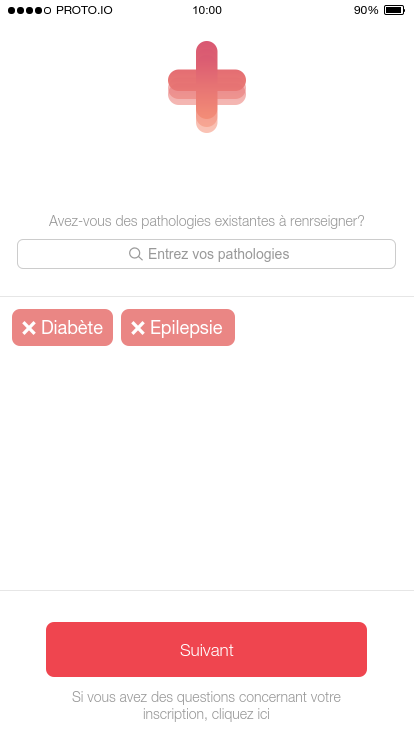 PROTO.IO 10:00 90%
Avez-vous des pathologies existantes à renrseigner?
Entrez vos pathologies
Diabète Epilepsie
Suivant
Si vous avez des questions concernant votre
inscription, cliquez ici